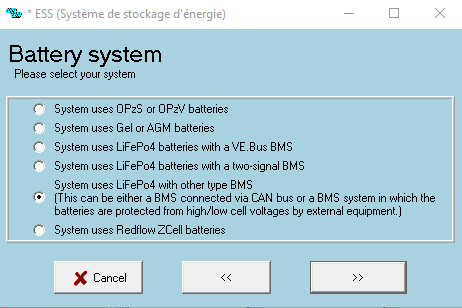 * ESS (Système de stockage d'énergie)
Battery system
Please select your system
System uses OPzS or OPzV batteries
System uses Gel or AGM batteries
System uses LiFePo4 batteries with a VE.Bus BMS
System uses LiFePo4 batteries with a two-signal BMS
System uses LiFePo4 with other type BMS
(This can be either a BMS connected via CAN bus or a BMS system in which the
batteries are protected from high/low cell voltages by external equipment.)
System uses Redflow ZCell batteries
Cancel
<<
>>